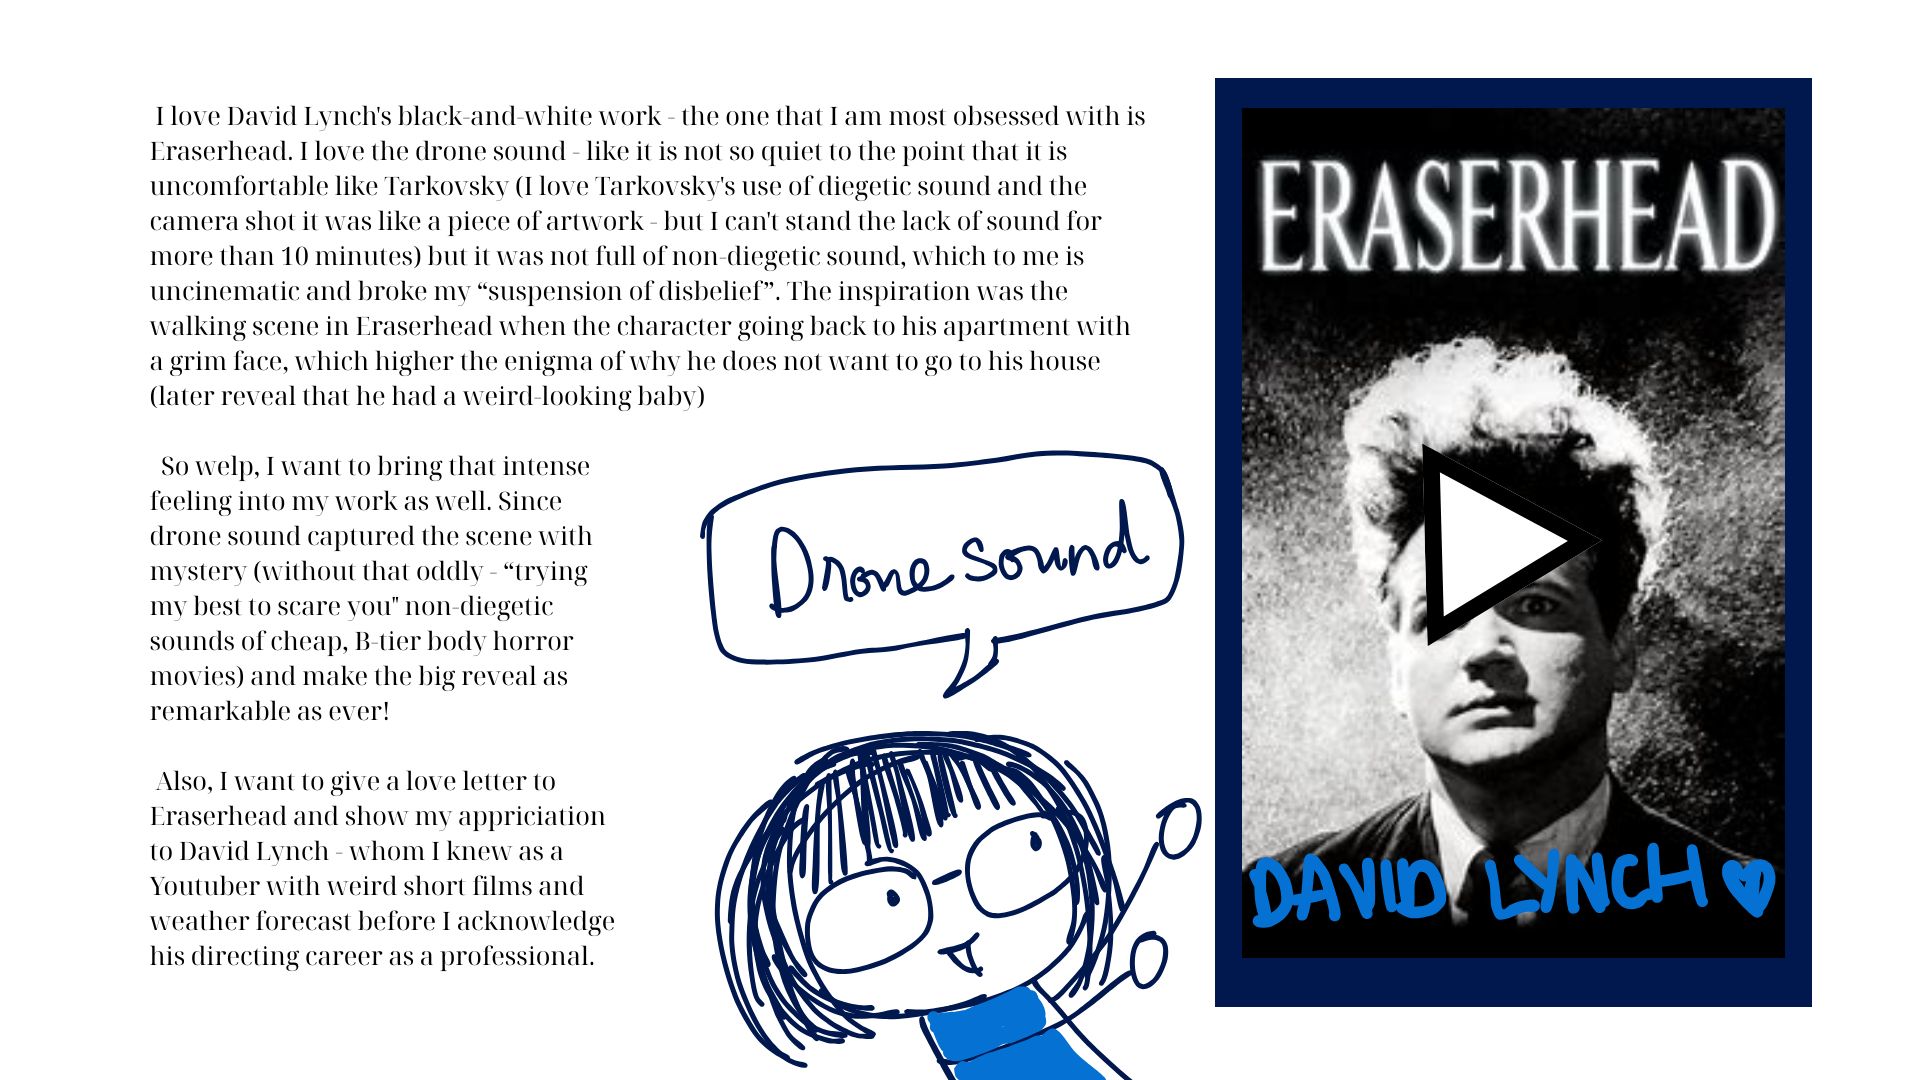 I love David Lynch's black-and-white work - the one that I am most obsessed with is
Eraserhead. I love the drone sound - like it is not so quiet to the point that it is
uncomfortable like Tarkovsky (I love Tarkovsky's use of diegetic sound and the
camera shot it was like a piece of artwork - but I can't stand the lack of sound for
more than 10 minutes) but it was not full of non-diegetic sound, which to me is
uncinematic and broke my “suspension of disbelief”. The inspiration was the
walking scene in Eraserhead when the character going back to his apartment with
a grim face, which higher the enigma of why he does not want to go to his house
(later reveal that he had a weird-looking baby)
So welp, I want to bring that intense
feeling into my work as well. Since
drone sound captured the scene with
mystery (without that oddly - “trying
my best to scare you" non-diegetic
sounds of cheap, B-tier body horror
movies) and make the big reveal as
remarkable as ever!
Also, I want to give a love letter to
Eraserhead and show my appriciation
to David Lynch - whom I knew as a
Youtuber with weird short films and
weather forecast before I acknowledge
his directing career as a professional.
Drone Sound
ERASERHEAD
DAVID LYNCH